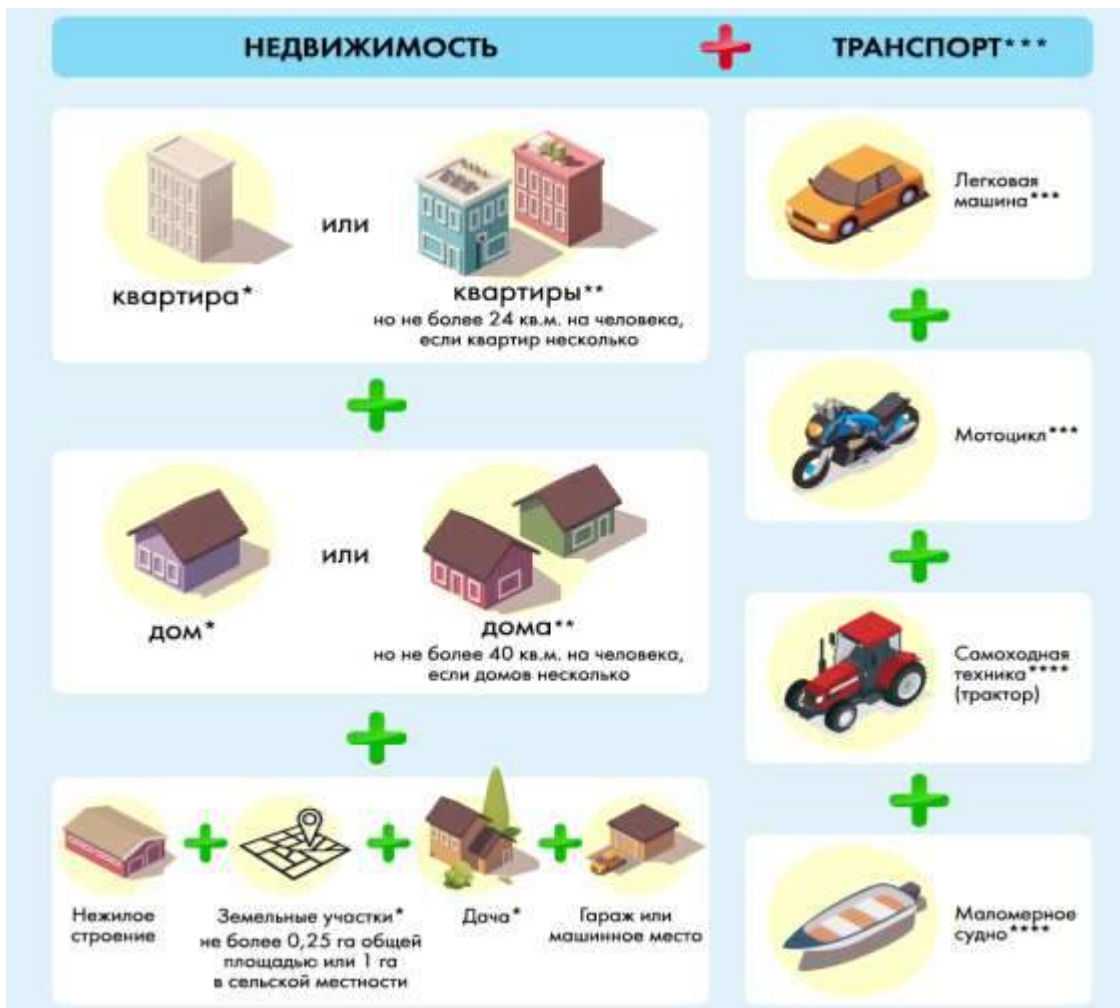 НЕДВИЖИМОСТЬ
ТРАНСПОРТ***
квартира*
или
квартиры**
но не более 24 кв.м. на человека,
если квартир несколько
дом*
или
дома**
но не более 40 кв.м. на человека,
если домов несколько
Нежилое
строение
Земельные участки*
не более 0,25 га общей
площадью или 1 га
в сельской местности
Дача*
Гараж или
машинное место
Легковая
машина***
Мотоцикл***
Самоходная
техника****
(трактор)
Маломерное
судно****